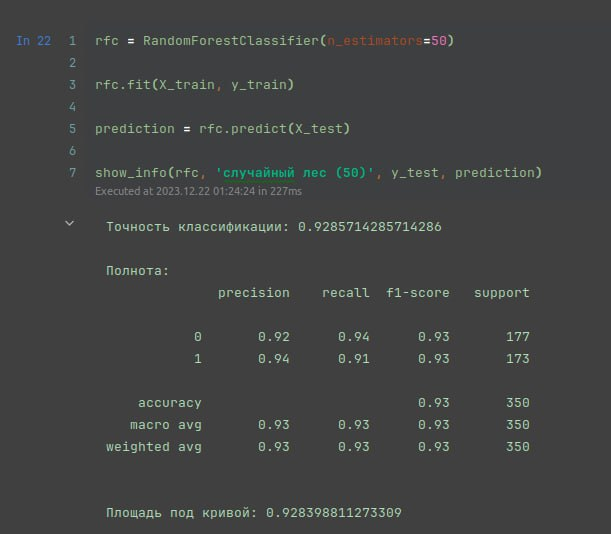 In 22 1 rfc = RandomForestClassifier(n_estimators=50)
2
3 rfc.fit(X_train, y_train)
4
5 prediction = rfc.predict(X_test)
6
7 show_info(rfc, 'случайный лес (50)', y_test, prediction)
Executed at 2023.12.22 01:24:24 in 227ms
Точность классификации: 0.9285714285714286
Полнота:
precision recall f1-score support
0 0.92 0.94 0.93 177
1 0.94 0.91 0.93 173
accuracy 0.93 350
macro avg 0.93 0.93 0.93 350
weighted avg 0.93 0.93 0.93 350
Площадь под кривой: 0.928398811273309